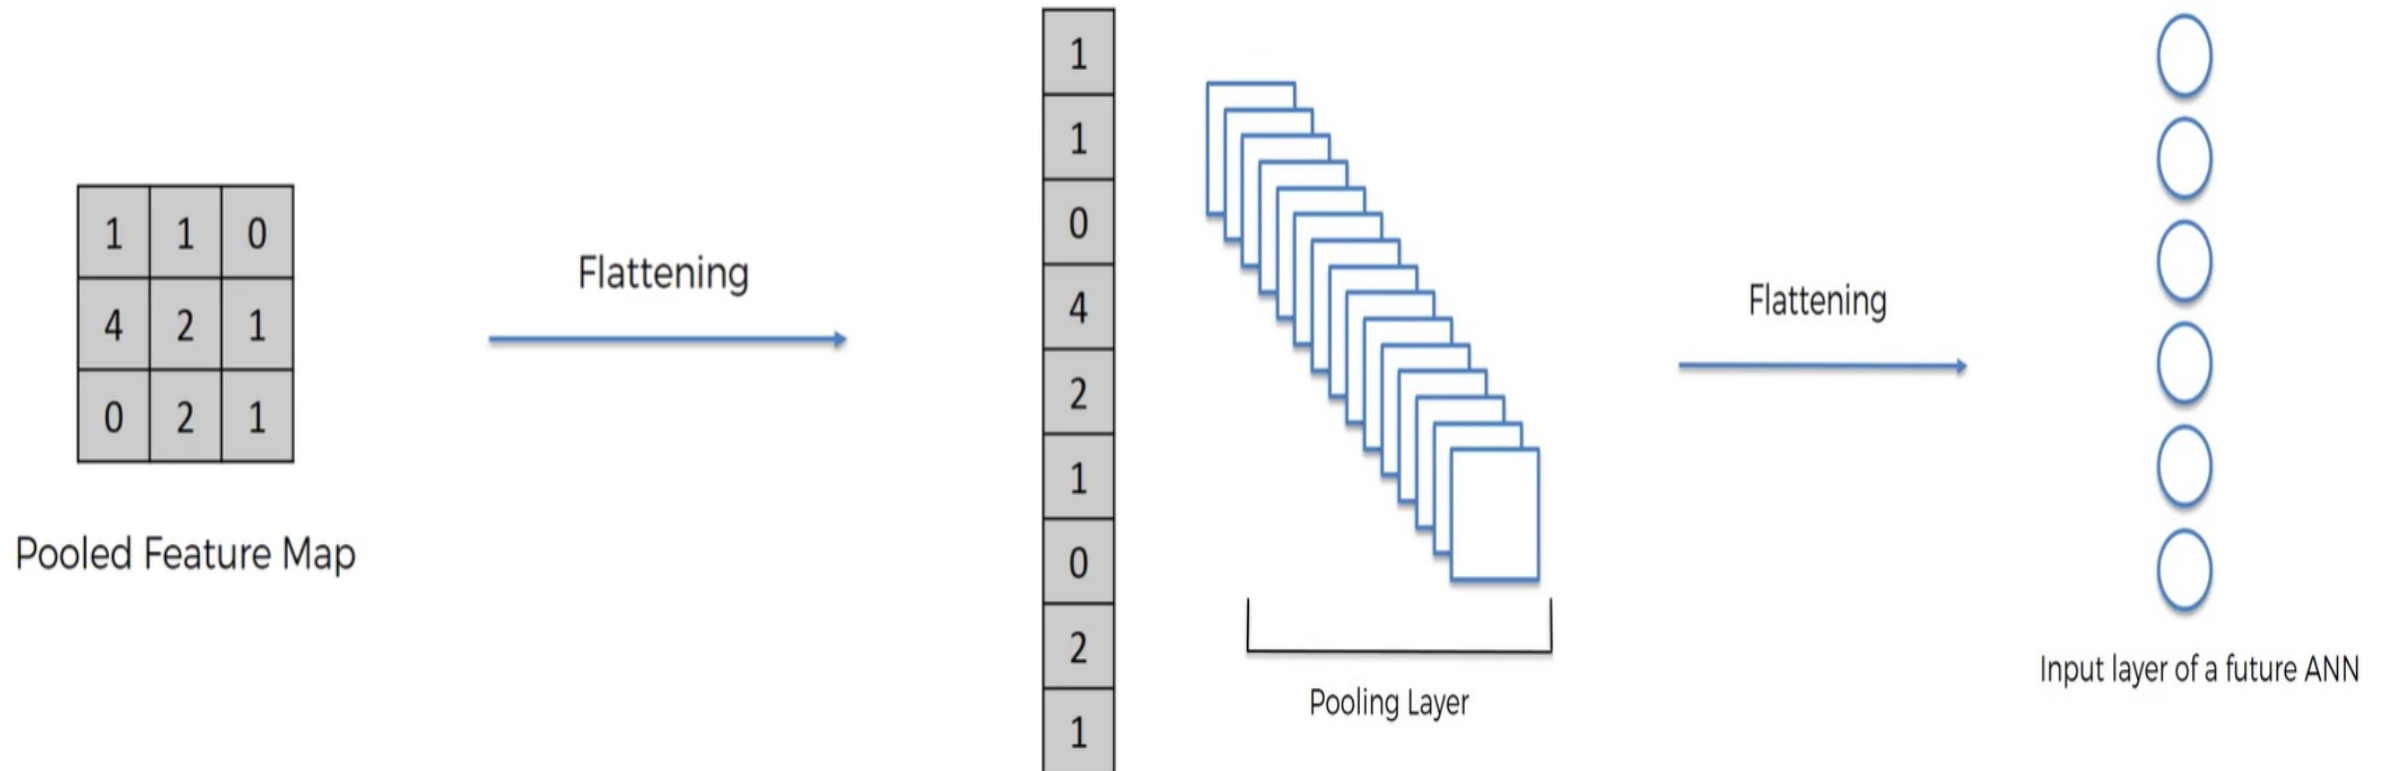 1 1 0
4 2 1
0 2 1
Pooled Feature Map
Flattening
1
1
0
4
2
1
0
2
1
Pooling Layer
Flattening
Input layer of a future ANN